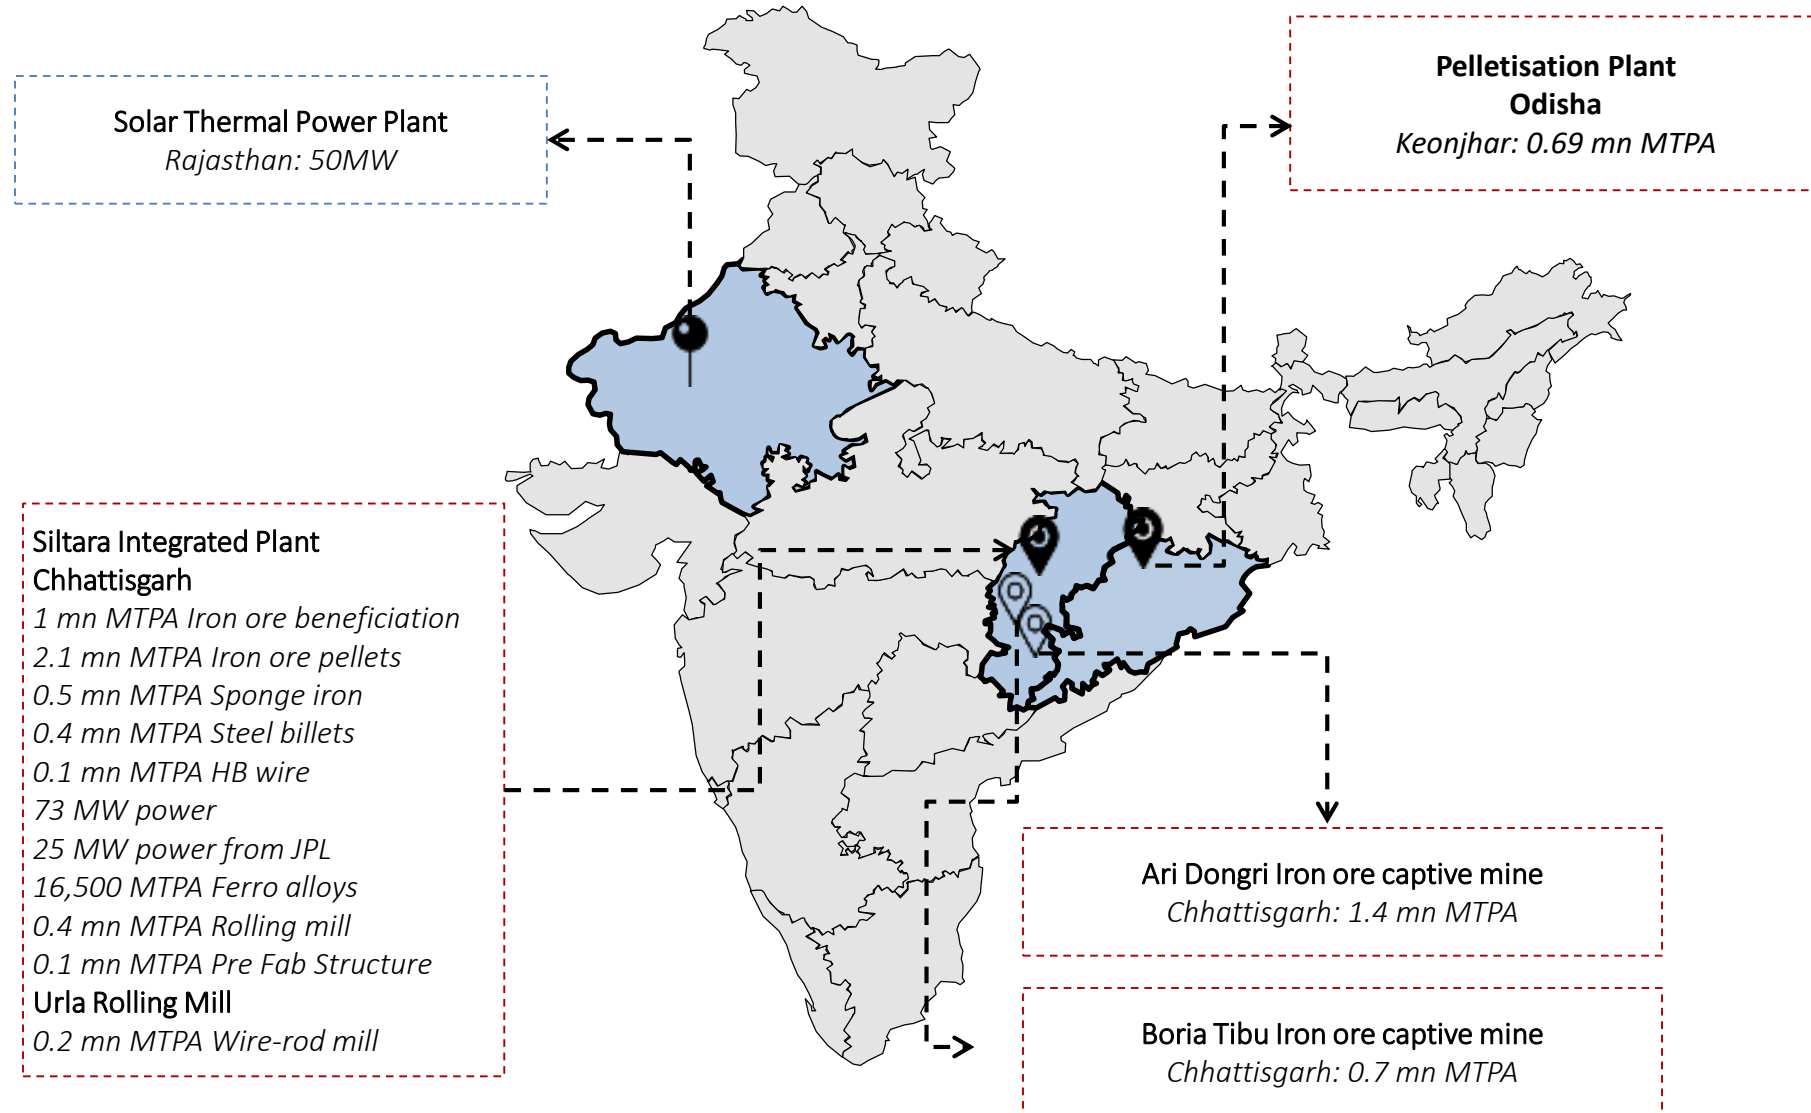 Solar Thermal Power Plant
Rajasthan: 50MW
Pelletisation Plant
Odisha
Keonjhar: 0.69 mn MTPA
Siltara Integrated Plant
Chhattisgarh
1 mn MTPA Iron ore beneficiation
2.1 mn MTPA Iron ore pellets
0.5 mn MTPA Sponge iron
0.4 mn MTPA Steel billets
0.1 mn MTPA HB wire
73 MW power
25 MW power from JPL
16,500 MTPA Ferro alloys
0.4 mn MTPA Rolling mill
0.1 mn MTPA Pre Fab Structure
Urla Rolling Mill
0.2 mn MTPA Wire-rod mill
Ari Dongri Iron ore captive mine
Chhattisgarh: 1.4 mn MTPA
Boria Tibu Iron ore captive mine
Chhattisgarh: 0.7 mn MTPA